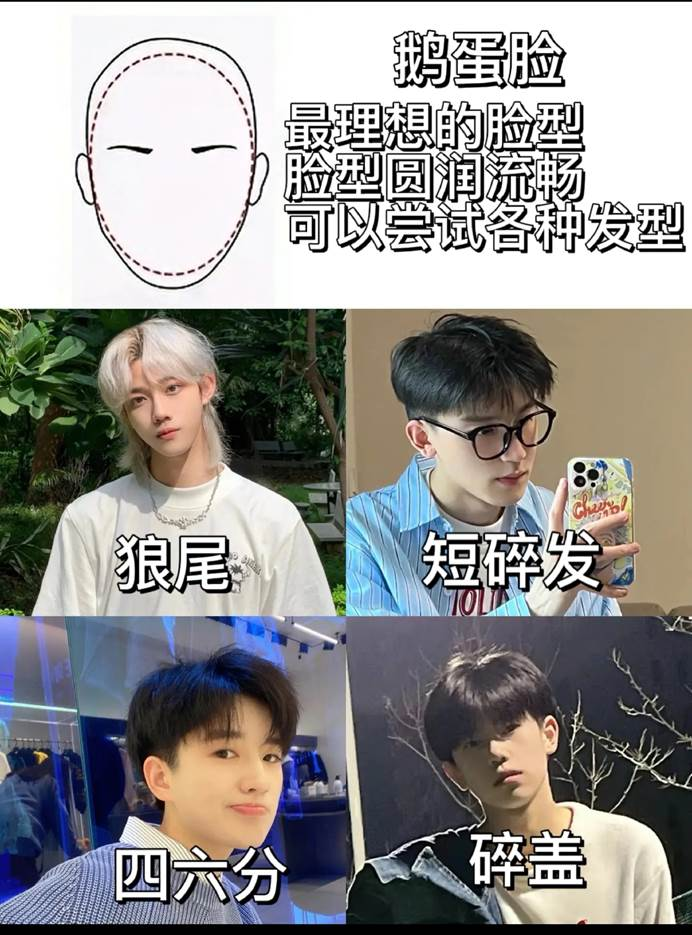 鹅蛋脸
最理想的脸型
脸型圆润流畅
可以尝试各种发型
狼尾
短碎发
四六分
碎盖